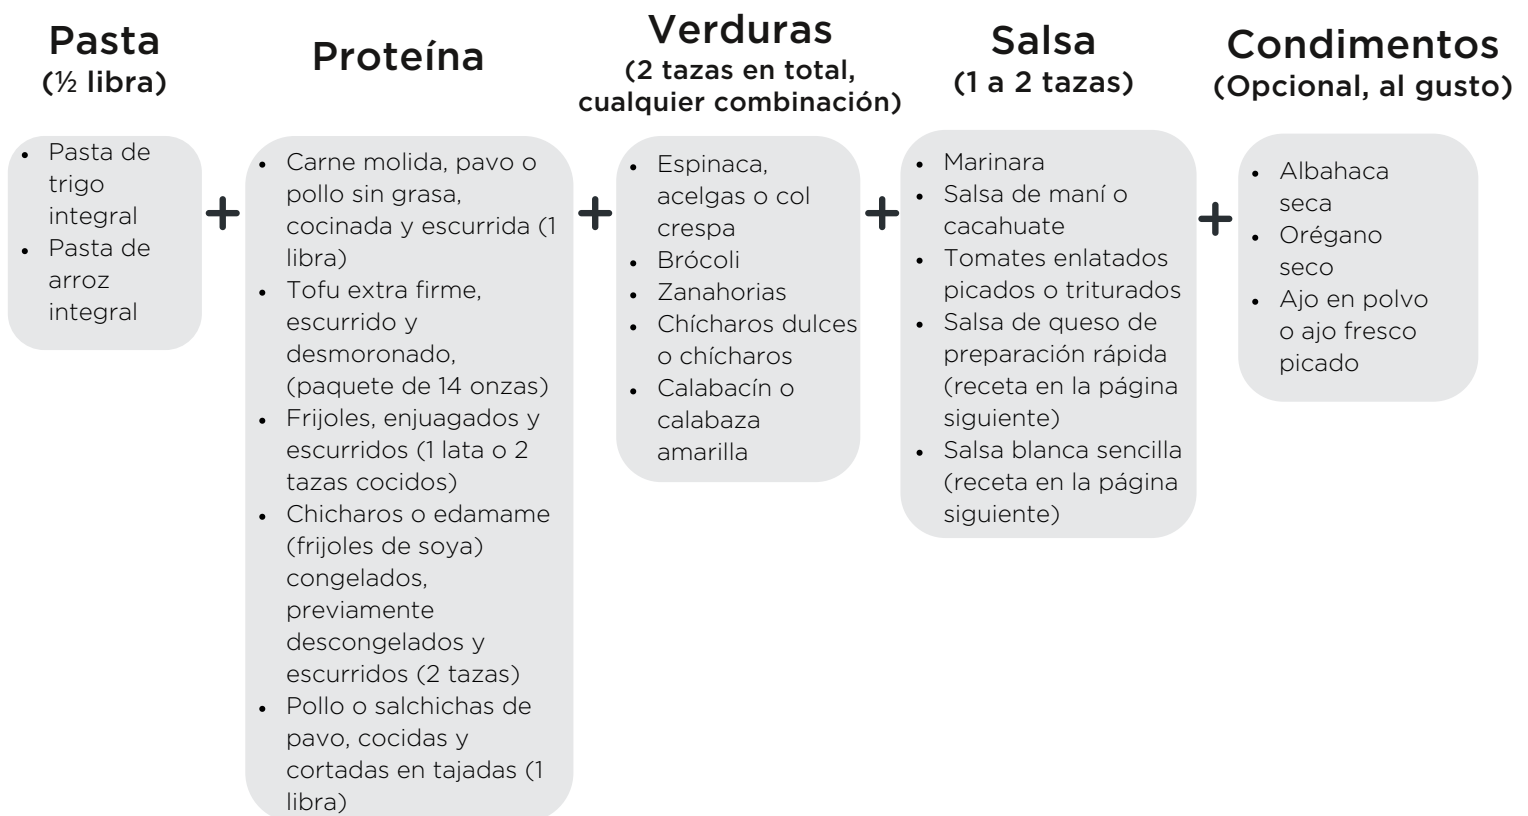 Pasta
(½ libra)
• Pasta de
trigo
integral
• Pasta de
arroz
integral
+
Proteína
• Carne molida, pavo o
pollo sin grasa,
cocinada y escurrida (1
libra)
• Tofu extra firme,
escurrido y
desmoronado,
(paquete de 14 onzas)
• Frijoles, enjuagados y
escurridos (1 lata o 2
tazas cocidos)
• Chicharos o edamame
(frijoles de soya)
congelados,
previamente
descongelados y
escurridos (2 tazas)
• Pollo o salchichas de
pavo, cocidas y
cortadas en tajadas (1
libra)
+
Verduras
(2 tazas en total,
cualquier combinación)
• Espinaca,
acelgas o col
crespa
• Brócoli
• Zanahorias
• Chícharos dulces
o chícharos
• Calabacín o
calabaza
amarilla
+
Salsa
(1 a 2 tazas)
• Marinara
• Salsa de maní o
cacahuate
• Tomates enlatados
picados o triturados
• Salsa de queso de
preparación rápida
(receta en la página
siguiente)
• Salsa blanca sencilla
(receta en la página
siguiente)
+
Condimentos
(Opcional, al gusto)
• Albahaca
seca
• Orégano
seco
• Ajo en polvo
o ajo fresco
picado